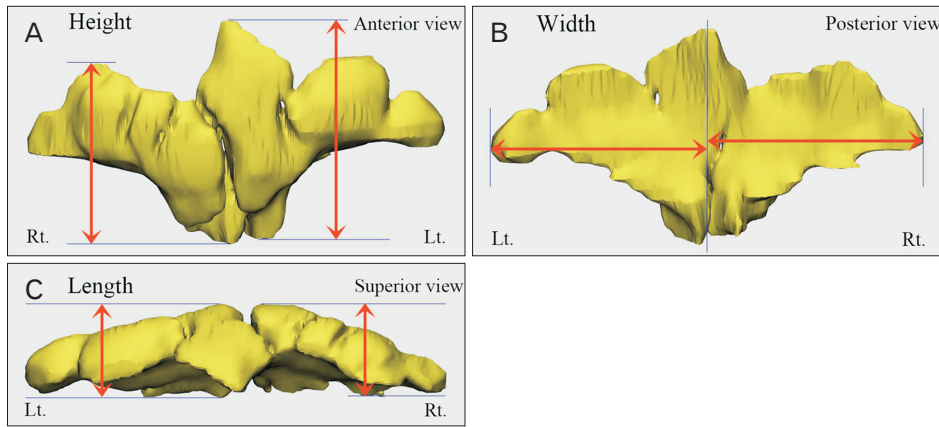 A
Height
Anterior view
Rt.
Lt.
B
Width
Posterior view
Lt.
Rt.
C
Length
Superior view
Lt.
Rt.